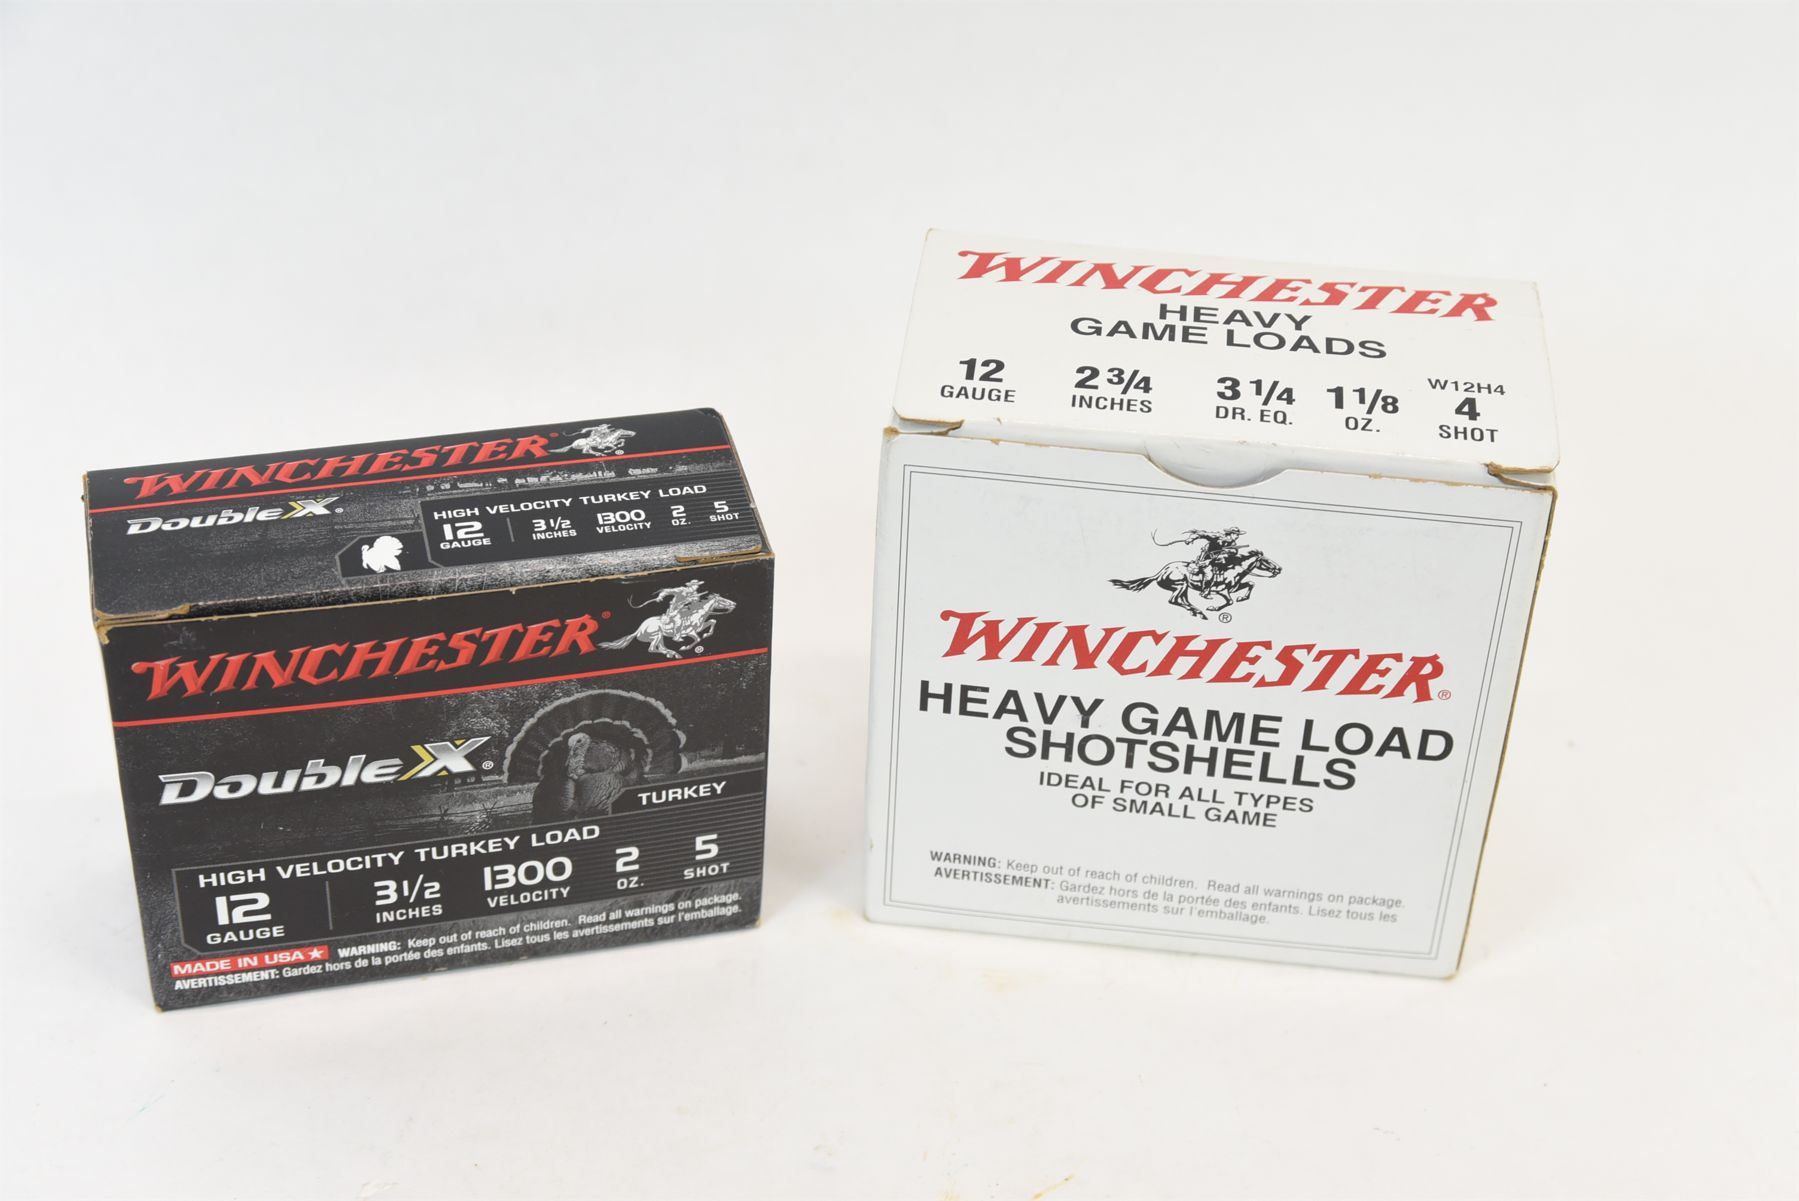 WINCHESTER®
Double X®
HIGH VELOCITY TURKEY LOAD
12 3 1/2 1300 2 5
GAUGE INCHES VELOCITY OZ. SHOT
WINCHESTER®
Double X®
TURKEY
HIGH VELOCITY TURKEY LOAD
12 3 1/2 1300 2 5
GAUGE INCHES VELOCITY OZ. SHOT
MADE IN USA ★ WARNING: Keep out of reach of children. Read all warnings on package.
AVERTISSEMENT: Gardez hors de la portée des enfants. Lisez tous les avertissements sur l'emballage.
WINCHESTER
HEAVY
GAME LOADS
W12H4
12 2 3/4 3 1/4 1 1/8 4
GAUGE INCHES DR. EQ. OZ. SHOT
®
WINCHESTER®
HEAVY GAME LOAD
SHOTSHELLS
IDEAL FOR ALL TYPES
OF SMALL GAME
WARNING: Keep out of reach of children. Read all warnings on package.
AVERTISSEMENT: Gardez hors de la portée des enfants. Lisez tous les
avertissements sur l'emballage.